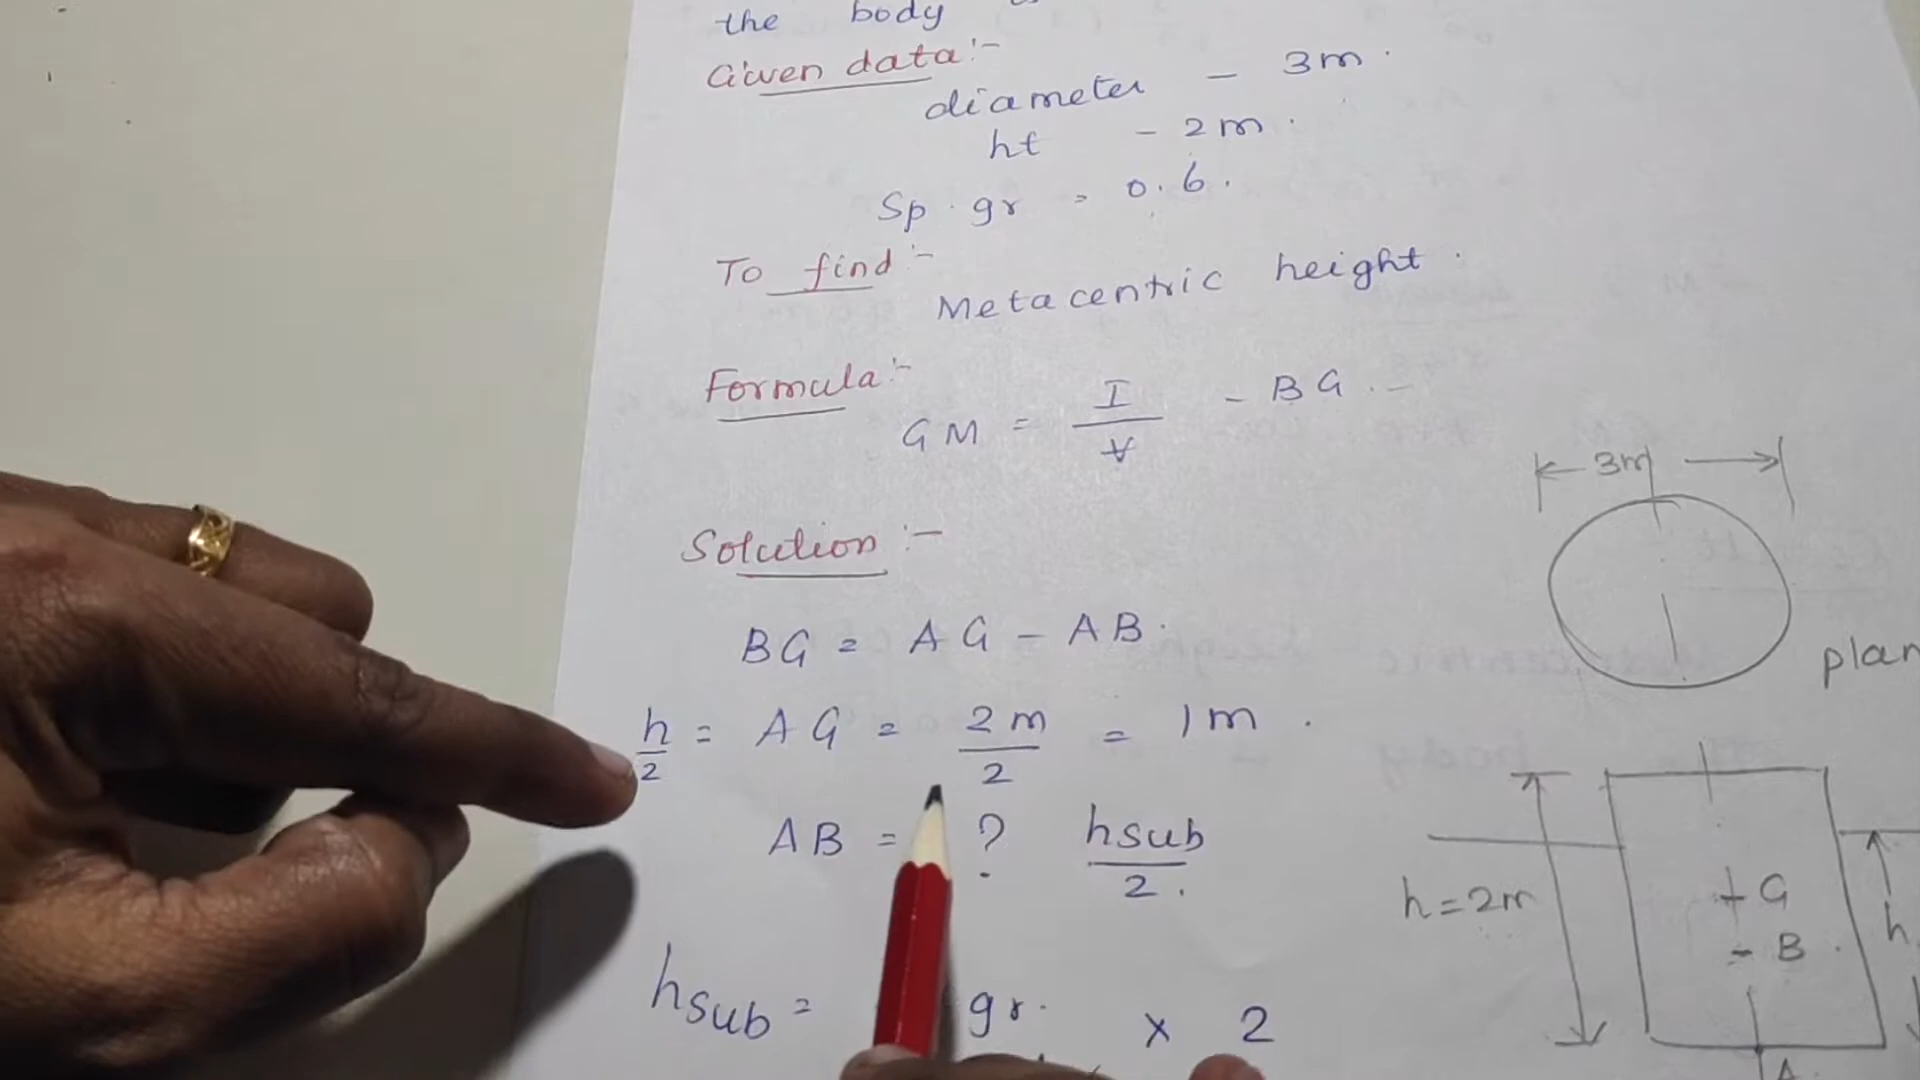 the body
Given data:-
diameter - 3m.
ht - 2m.
Sp. gr = 0.6.
To find:-
Metacentric height.
Formula:-
GM = I/∀ - BG.
Solution:-
BG = AG - AB.
h/2 = AG = 2m/2 = 1m.
AB = ? hsub/2.
hsub = gr. x 2
3m
plan
h=2m
G
B
h
A